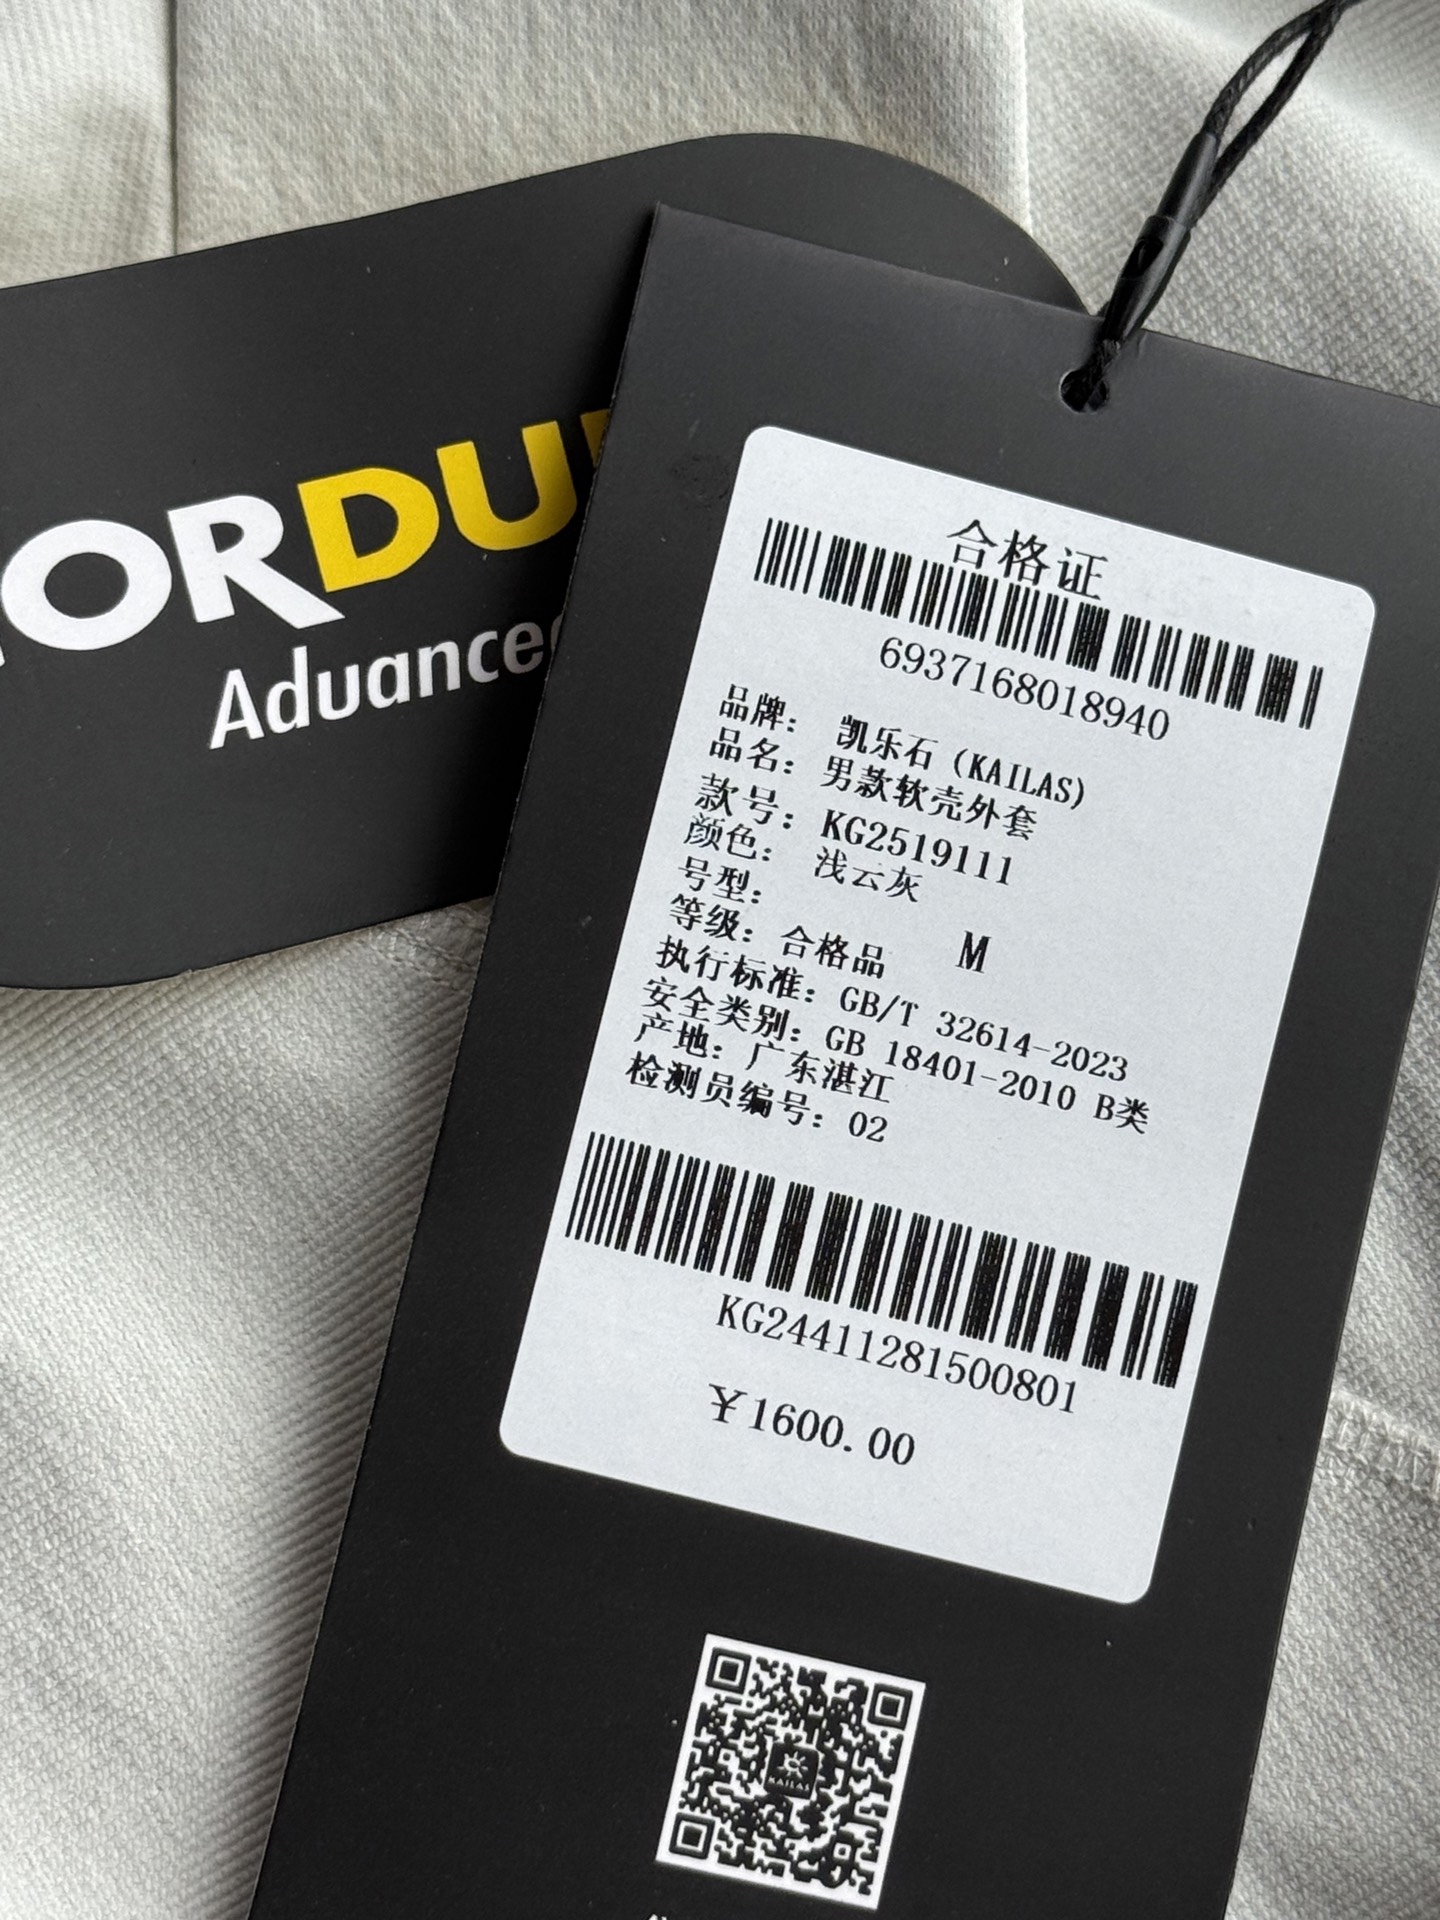 ORDU
Advance
合格证
6937168018940
品牌： 凯乐石（KAILAS）
品名： 男款软壳外套
款号： KG2519111
颜色： 浅云灰
号型： M
等级： 合格品
执行标准： GB/T 32614-2023
安全类别： GB 18401-2010 B类
产地： 广东湛江
检测员编号： 02
KG24411281500801
¥1600.00
KAILAS